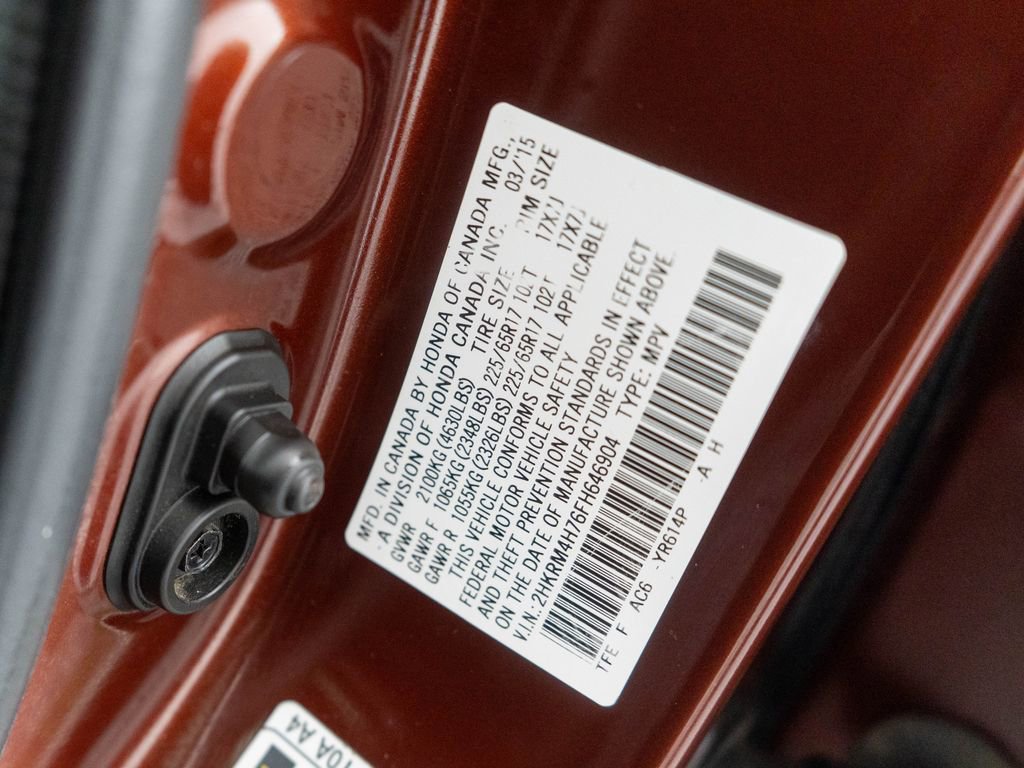 MFD. IN CANADA BY HONDA OF CANADA MFG.,
A DIVISION OF HONDA CANADA INC. 03/15
GVWR 2100KG (4630LBS) TIRE SIZE RIM SIZE
GAWR F 1065KG (2348LBS) 225/65R17 102T 17X7J
GAWR R 1055KG (2326LBS) 225/65R17 102T 17X7J
THIS VEHICLE CONFORMS TO ALL APPLICABLE
FEDERAL MOTOR VEHICLE SAFETY
AND THEFT PREVENTION STANDARDS IN EFFECT
ON THE DATE OF MANUFACTURE SHOWN ABOVE.
V.I.N.: 2HKRM4H76FH646904 TYPE: MPV
TFE F AC6 -YR614P -A H
10A A4